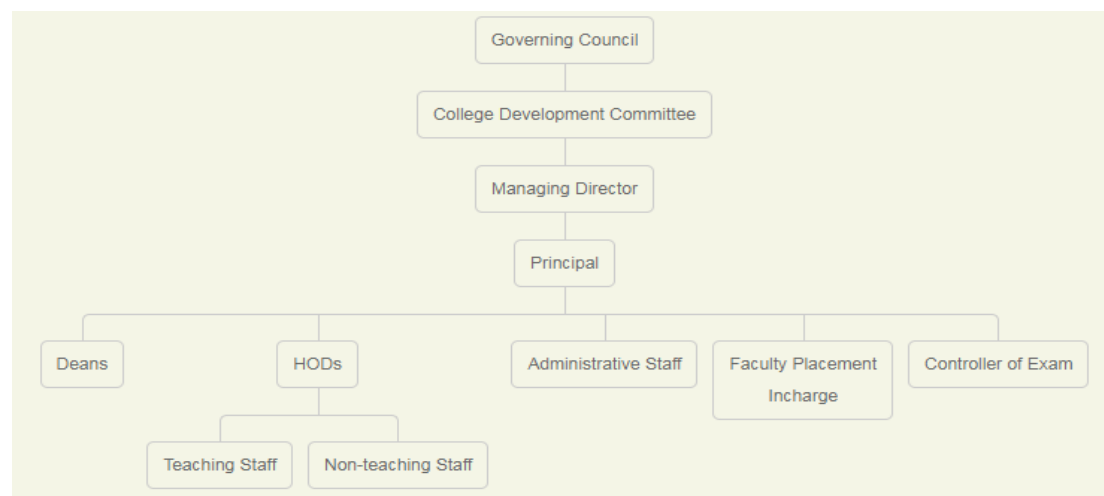 Governing Council
College Development Committee
Managing Director
Principal
Deans
HODs
Administrative Staff
Faculty Placement
Incharge
Controller of Exam
Teaching Staff
Non-teaching Staff